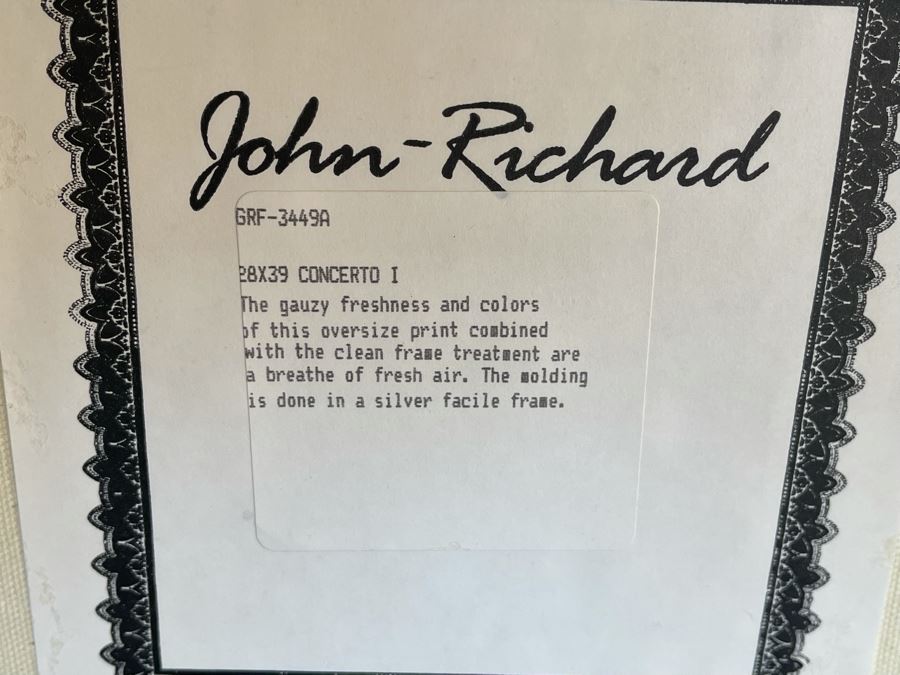 John-Richard
GRF-3449A
28X39 CONCERTO I
The gauzy freshness and colors
of this oversize print combined
with the clean frame treatment are
a breathe of fresh air. The molding
is done in a silver facile frame.